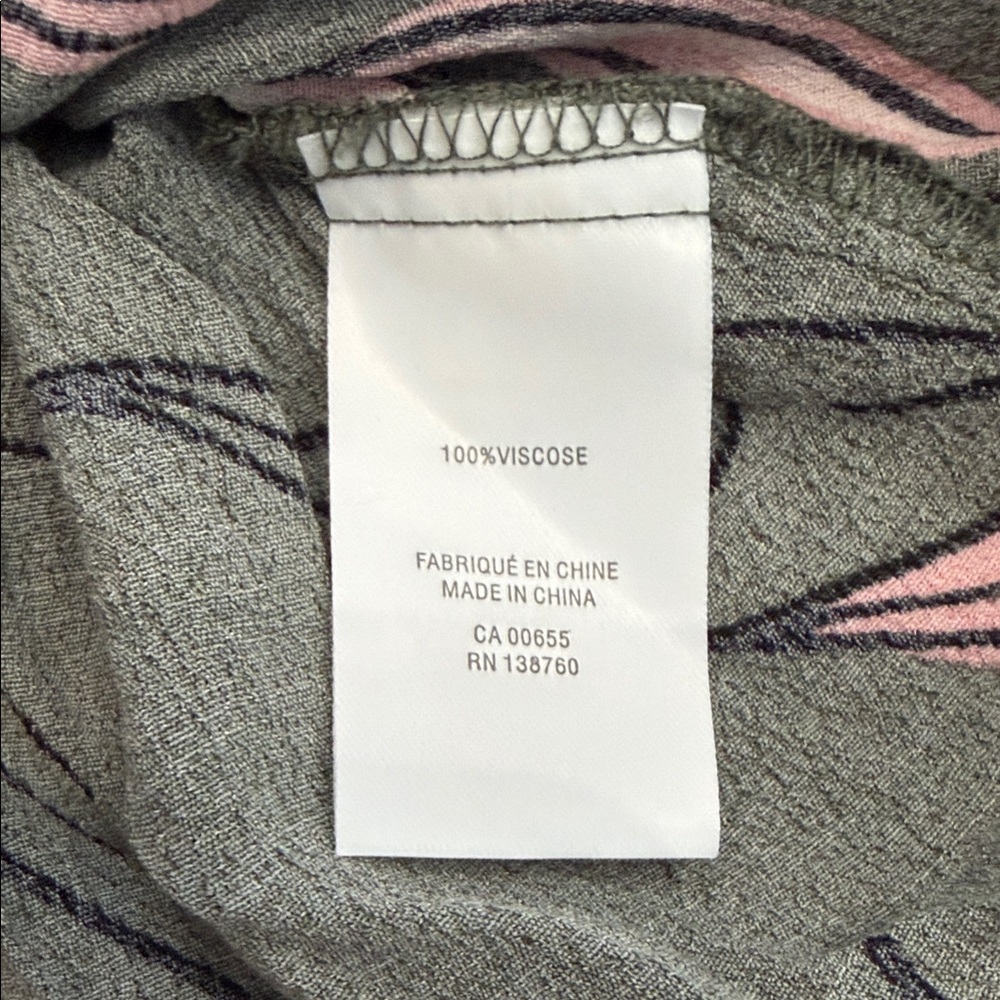 100%VISCOSE
FABRIQUÉ EN CHINE
MADE IN CHINA
CA 00655
RN 138760